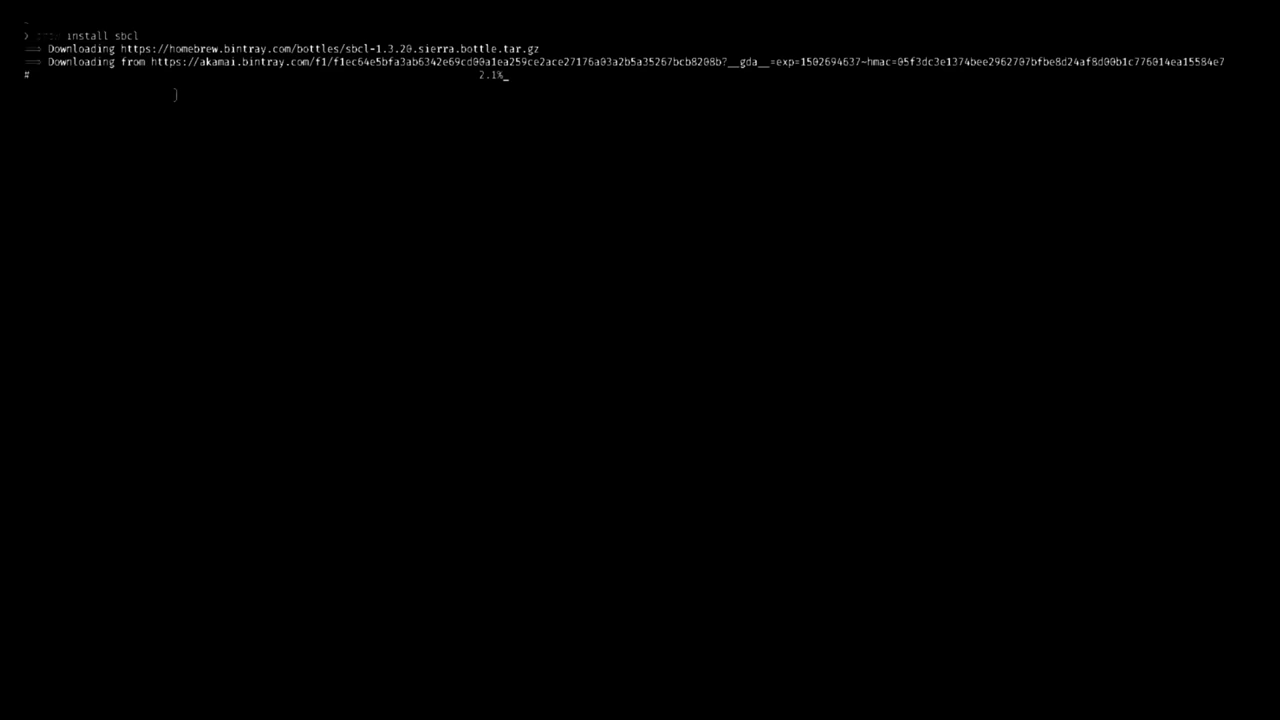 ❯ install sbcl
==> Downloading https://homebrew.bintray.com/bottles/sbcl-1.3.20.sierra.bottle.tar.gz
==> Downloading from https://akamai.bintray.com/f1/f1ec64e5bfa3ab6342e69cd00a1ea259ce2ace27176a03a2b5a35267bcb8208b?__gda__=exp=1502694637~hmac=05f3dc3e1374bee2962707bfbe8d24af8d00b1c776014ea15584e7
# 2.1%_